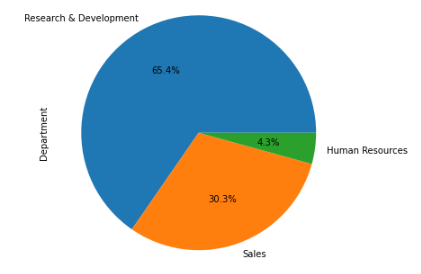 Research & Development
65.4%
Department
4.3%
Human Resources
30.3%
Sales